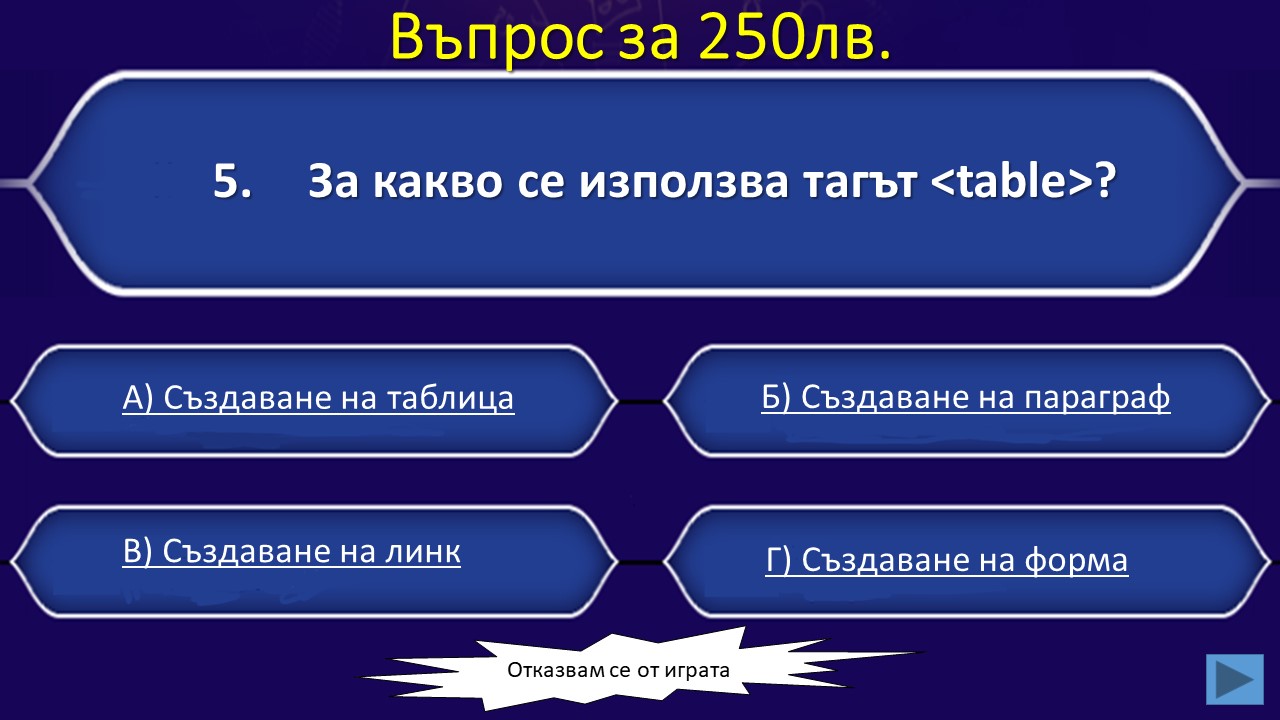 Въпрос за 250лв.
5. За какво се използва тагът <table>?
А) Създаване на таблица
Б) Създаване на параграф
В) Създаване на линк
Г) Създаване на форма
Отказвам се от играта